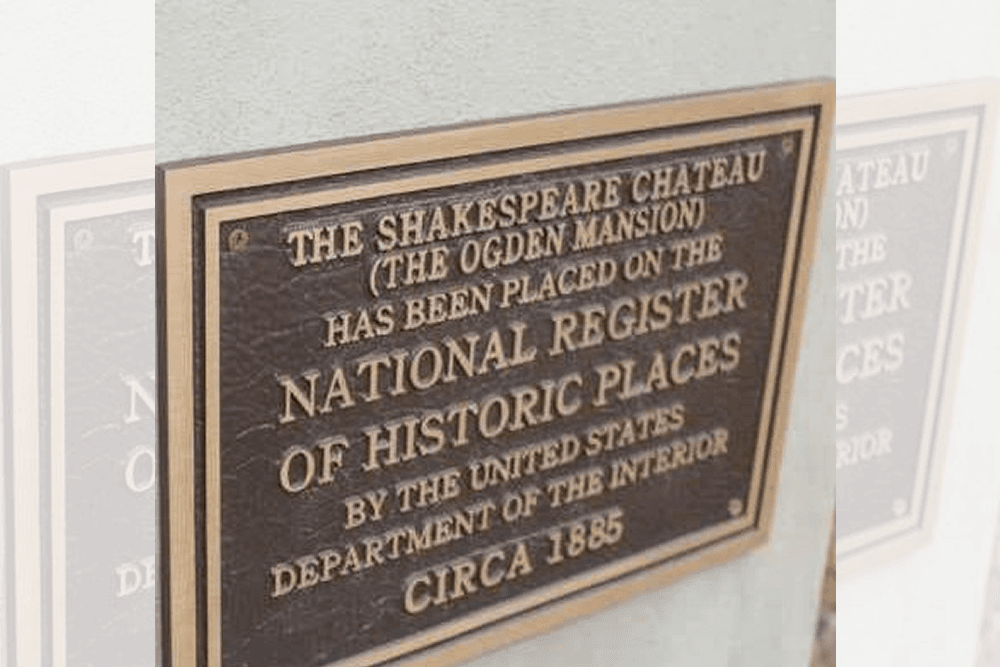 THE SHAKESPEARE CHATEAU
(THE OGDEN MANSION)
HAS BEEN PLACED ON THE
NATIONAL REGISTER
OF HISTORIC PLACES
BY THE UNITED STATES
DEPARTMENT OF THE INTERIOR
CIRCA 1885